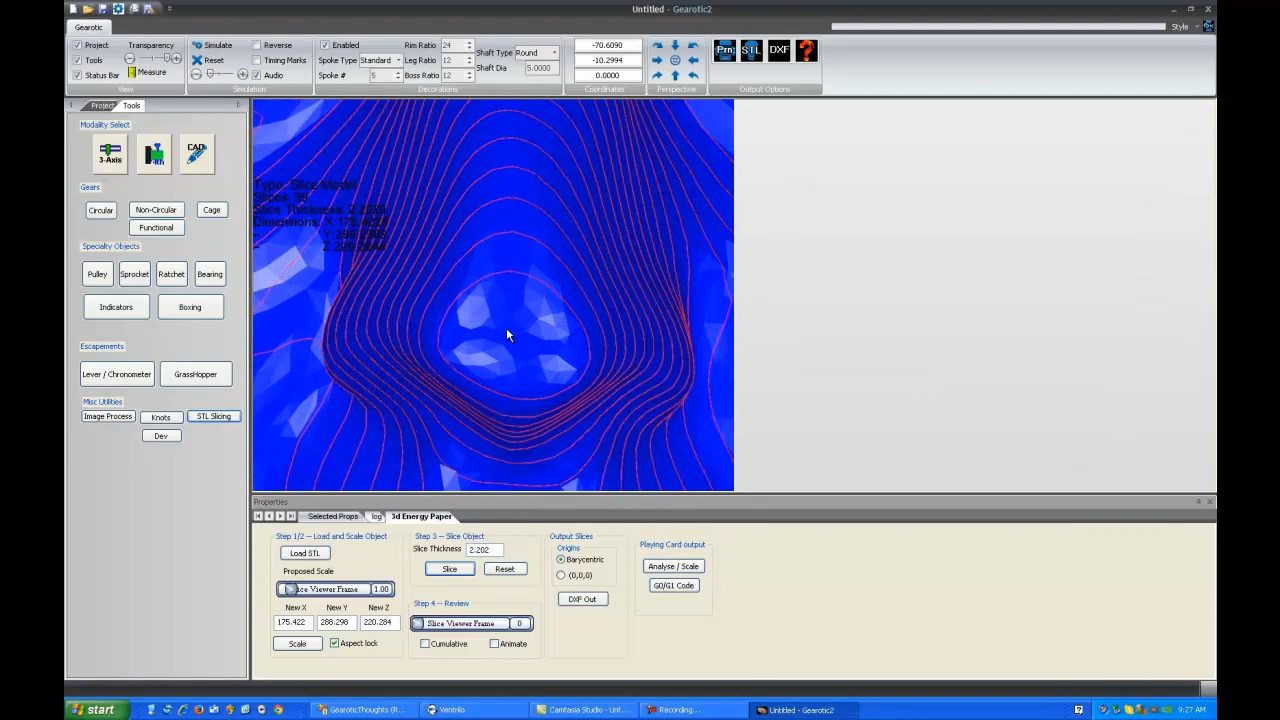 Untitled - Gearotic2
Gearotic
Style
Project
Transparency
Tools
Status Bar
Measure
View
Simulate
Reverse
Reset
Timing Marks
Audio
Simulation
Enabled
Rim Ratio 24
Spoke Type Standard
Leg Ratio 12
Spoke # 5
Boss Ratio 12
Shaft Type Round
Shaft Dia 5.0000
Decorations
-70.6090
-10.2994
0.0000
Coordinates
Perspective
Prn
STL
DXF
?
Output Options
Project
Tools
Modality Select
3-Axis
CAD
Gears
Circular
Non-Circular
Cage
Functional
Specialty Objects
Pulley
Sprocket
Ratchet
Bearing
Indicators
Boxing
Escapements
Lever / Chronometer
GrassHopper
Misc Utilities
Image Process
Knots
STL Slicing
Dev
Type: Slice Model
Slice Thickness:
Dimensions: X:
Properties
Selected Props
log
3d Energy Paper
Step 1/2 -- Load and Scale Object
Load STL
Proposed Scale
Slice Viewer Frame 1.00
New X
New Y
New Z
175.422
288.298
220.284
Scale
Aspect lock
Step 3 -- Slice Object
Slice Thickness 2.202
Slice
Reset
Step 4 -- Review
Slice Viewer Frame 0
Cumulative
Animate
Output Slices
Origins
Barycentric
(0,0,0)
DXF Out
Playing Card output
Analyse / Scale
G0/G1 Code
start
GearoticThoughts (R...
Ventrilo
Camtasia Studio - Unt...
Recording...
Untitled - Gearotic2
9:27 AM